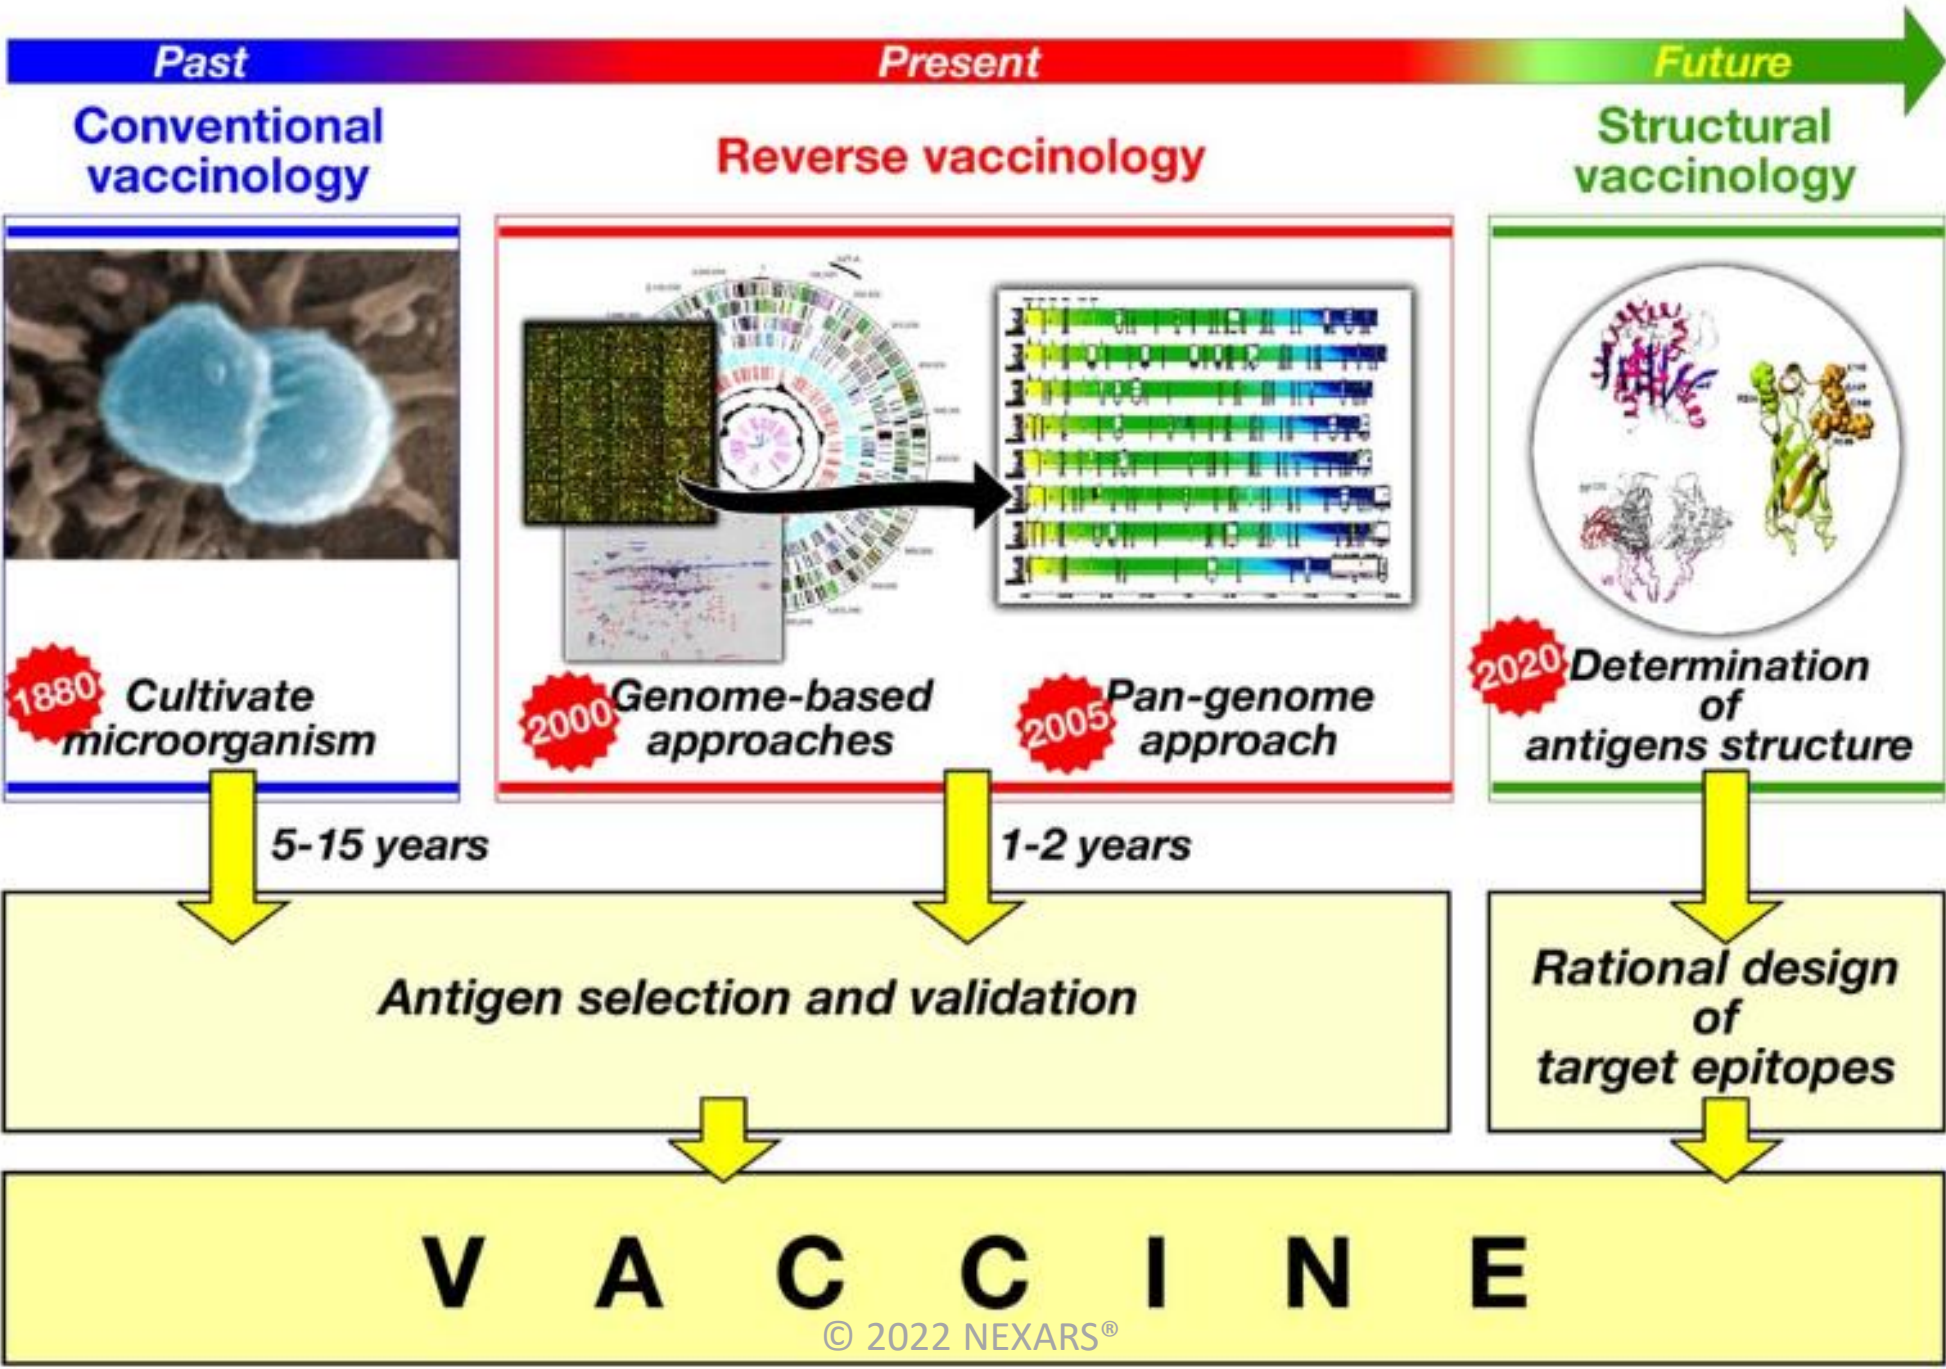 Past
Present
Future
Conventional
vaccinology
Reverse vaccinology
Structural
vaccinology
1880
Cultivate
microorganism
2000
Genome-based
approaches
2005
Pan-genome
approach
2020
Determination
of
antigens structure
5-15 years
1-2 years
Antigen selection and validation
Rational design
of
target epitopes
VACCINE
© 2022 NEXARS®